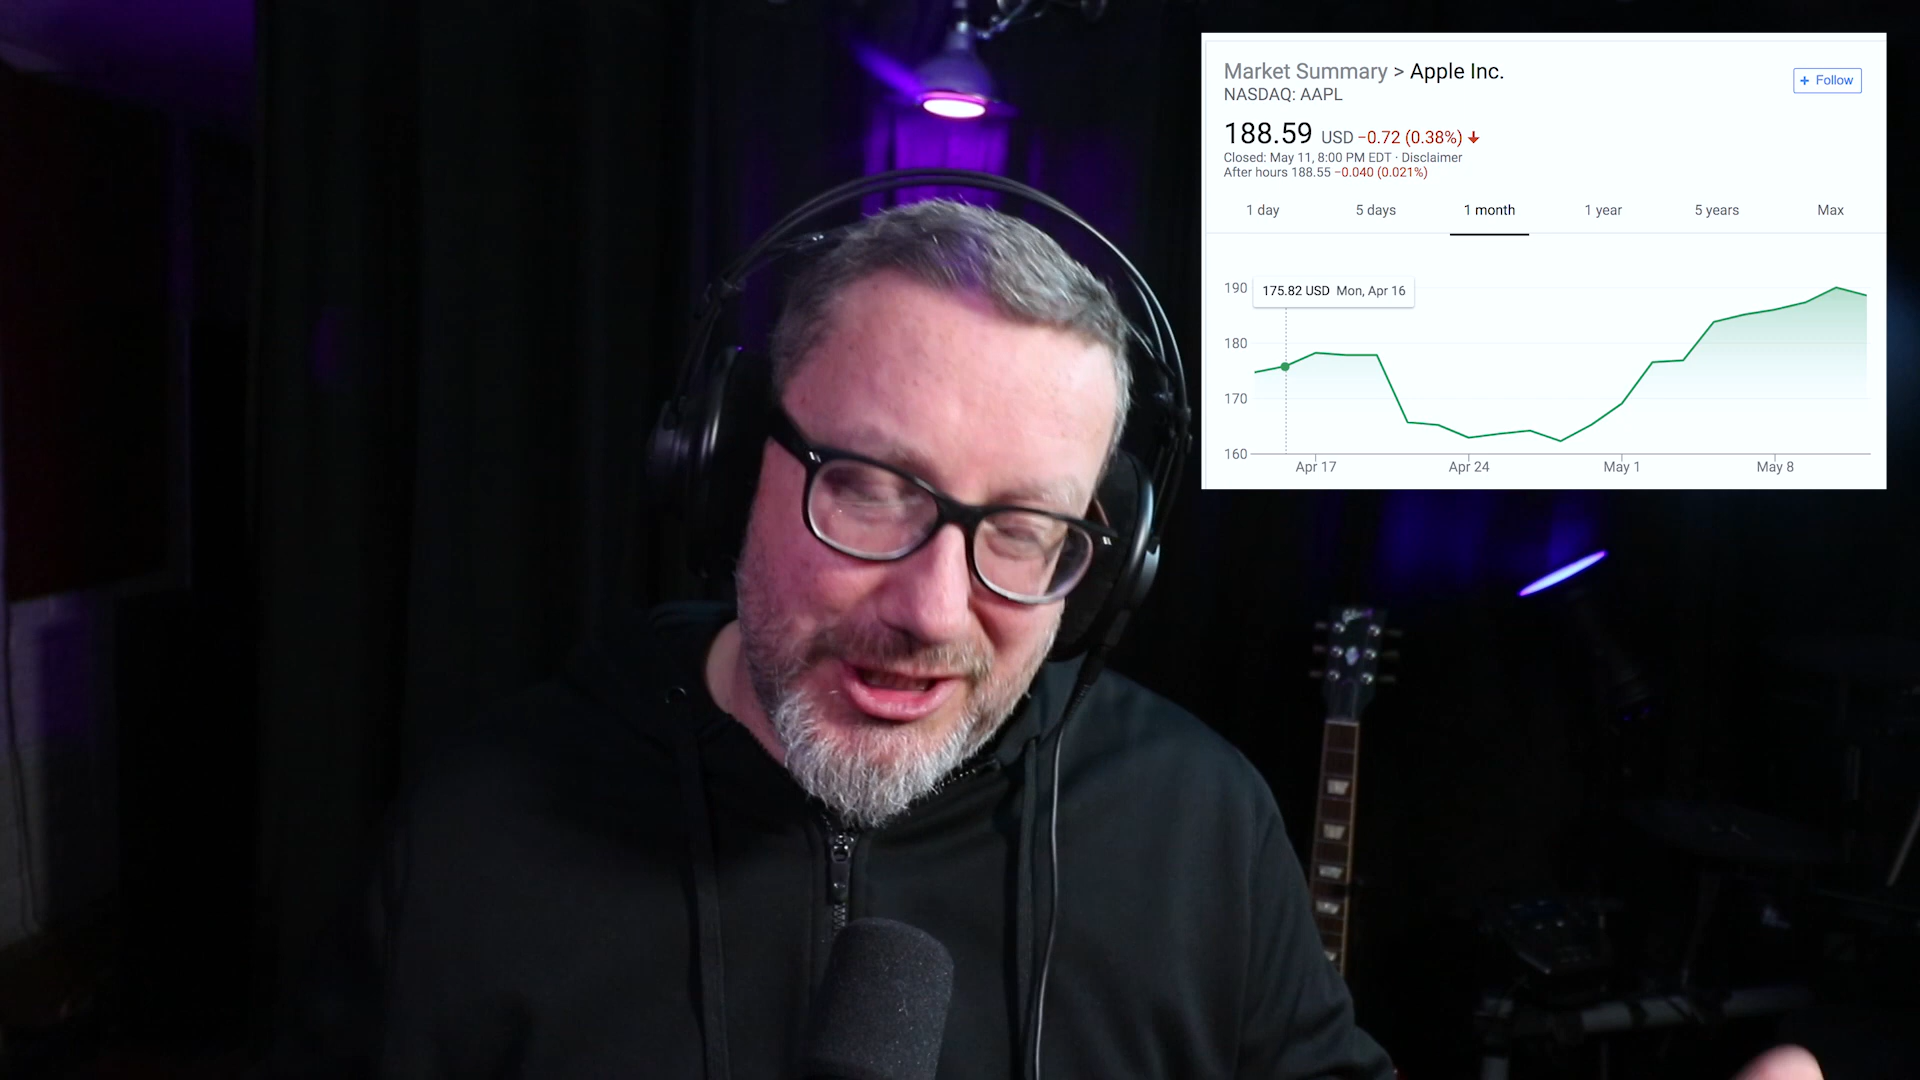 Market Summary > Apple Inc.
+ Follow
NASDAQ: AAPL
188.59 USD −0.72 (0.38%) ↓
Closed: May 11, 8:00 PM EDT · Disclaimer
After hours 188.55 −0.040 (0.021%)
1 day 5 days 1 month 1 year 5 years Max
190
175.82 USD Mon, Apr 16
180
170
160
Apr 17 Apr 24 May 1 May 8